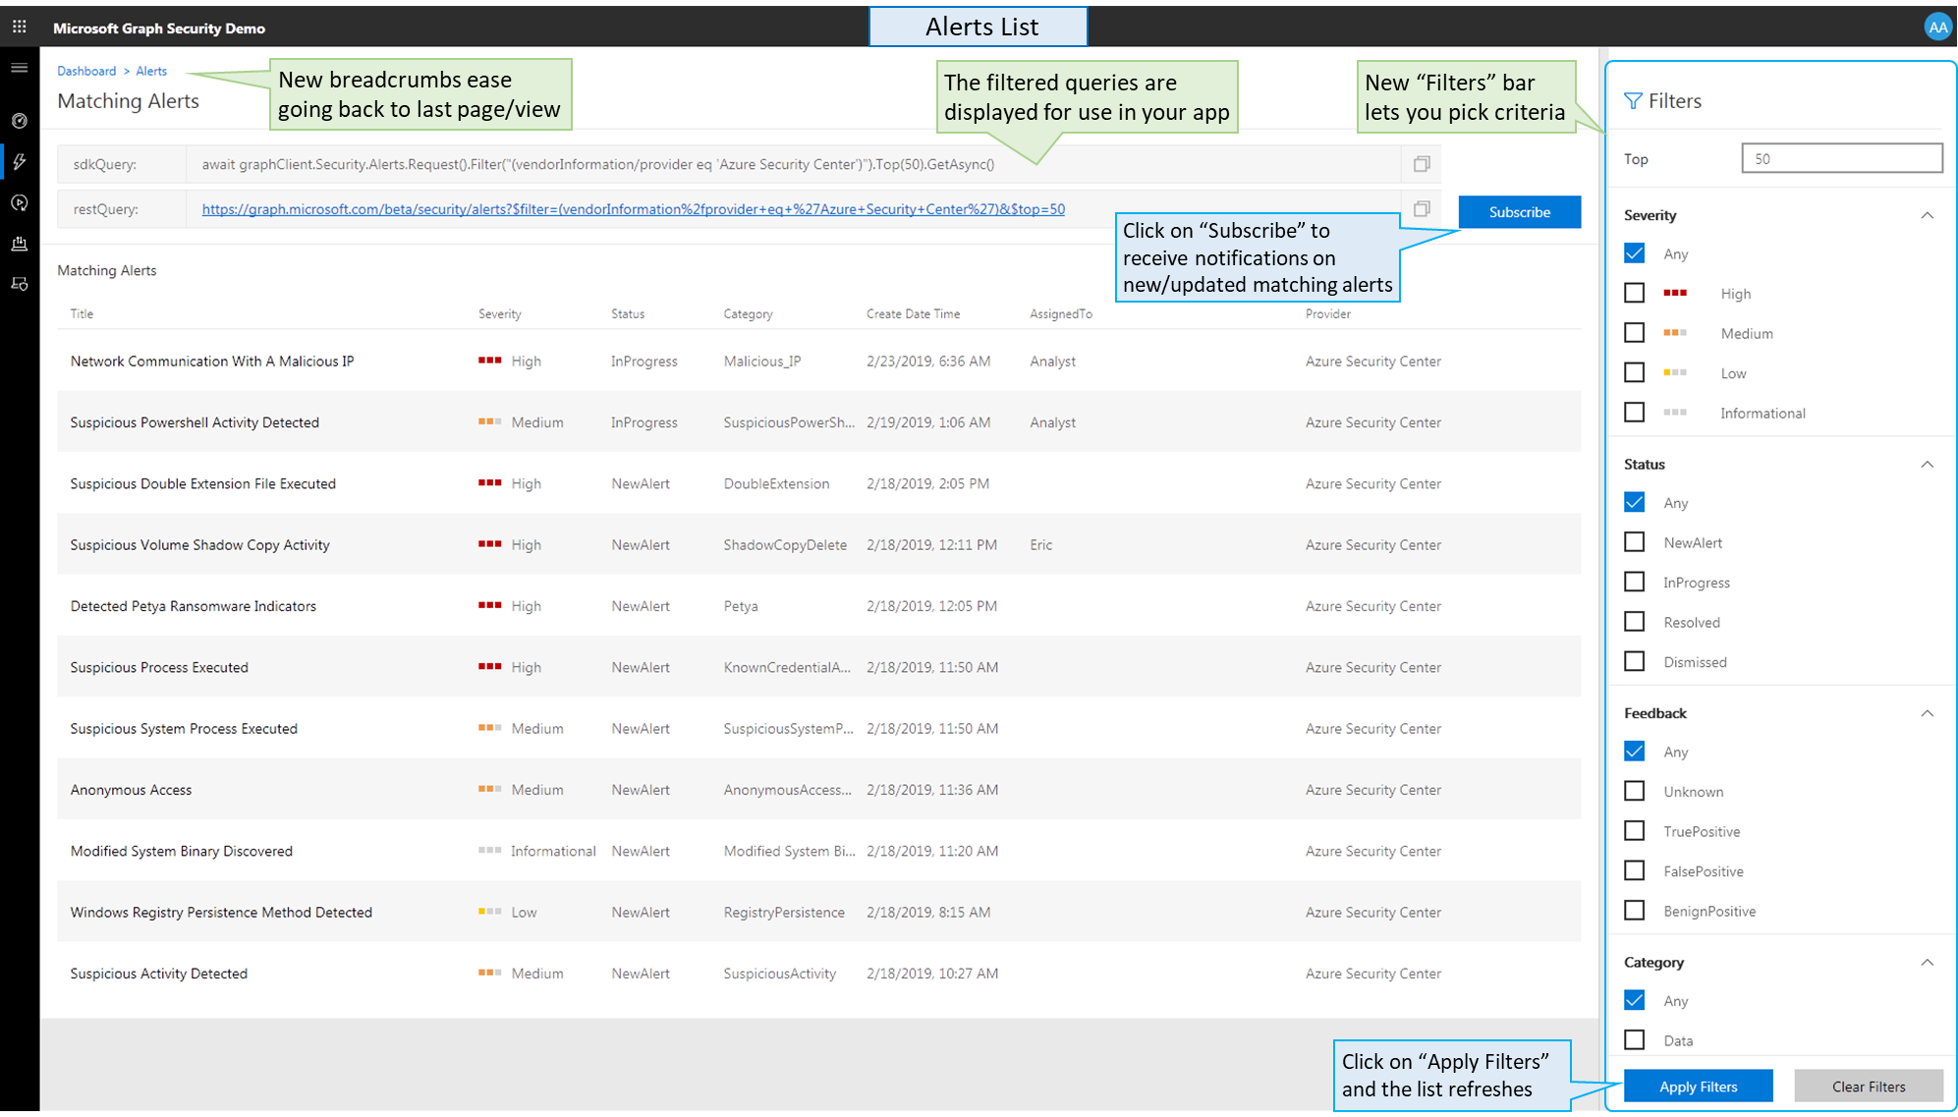 Microsoft Graph Security Demo
Alerts List
AA
Dashboard > Alerts
Matching Alerts
New breadcrumbs ease
going back to last page/view
The filtered queries are
displayed for use in your app
New “Filters” bar
lets you pick criteria
sdkQuery:
await graphClient.Security.Alerts.Request().Filter("(vendorInformation/provider eq 'Azure Security Center')").Top(50).GetAsync()
restQuery:
https://graph.microsoft.com/beta/security/alerts?$filter=(vendorInformation%2fprovider+eq+%27Azure+Security+Center%27)&$top=50
Subscribe
Click on “Subscribe” to
receive notifications on
new/updated matching alerts
Matching Alerts
Title Severity Status Category Create Date Time AssignedTo Provider
Network Communication With A Malicious IP High InProgress Malicious_IP 2/23/2019, 6:36 AM Analyst Azure Security Center
Suspicious Powershell Activity Detected Medium InProgress SuspiciousPowerSh... 2/19/2019, 1:06 AM Analyst Azure Security Center
Suspicious Double Extension File Executed High NewAlert DoubleExtension 2/18/2019, 2:05 PM Azure Security Center
Suspicious Volume Shadow Copy Activity High NewAlert ShadowCopyDelete 2/18/2019, 12:11 PM Eric Azure Security Center
Detected Petya Ransomware Indicators High NewAlert Petya 2/18/2019, 12:05 PM Azure Security Center
Suspicious Process Executed High NewAlert KnownCredentialA... 2/18/2019, 11:50 AM Azure Security Center
Suspicious System Process Executed Medium NewAlert SuspiciousSystemP... 2/18/2019, 11:50 AM Azure Security Center
Anonymous Access Medium NewAlert AnonymousAccess... 2/18/2019, 11:36 AM Azure Security Center
Modified System Binary Discovered Informational NewAlert Modified System Bi... 2/18/2019, 11:20 AM Azure Security Center
Windows Registry Persistence Method Detected Low NewAlert RegistryPersistence 2/18/2019, 8:15 AM Azure Security Center
Suspicious Activity Detected Medium NewAlert SuspiciousActivity 2/18/2019, 10:27 AM Azure Security Center
Filters
Top 50
Severity
Any
High
Medium
Low
Informational
Status
Any
NewAlert
InProgress
Resolved
Dismissed
Feedback
Any
Unknown
TruePositive
FalsePositive
BenignPositive
Category
Any
Data
Click on “Apply Filters”
and the list refreshes
Apply Filters
Clear Filters